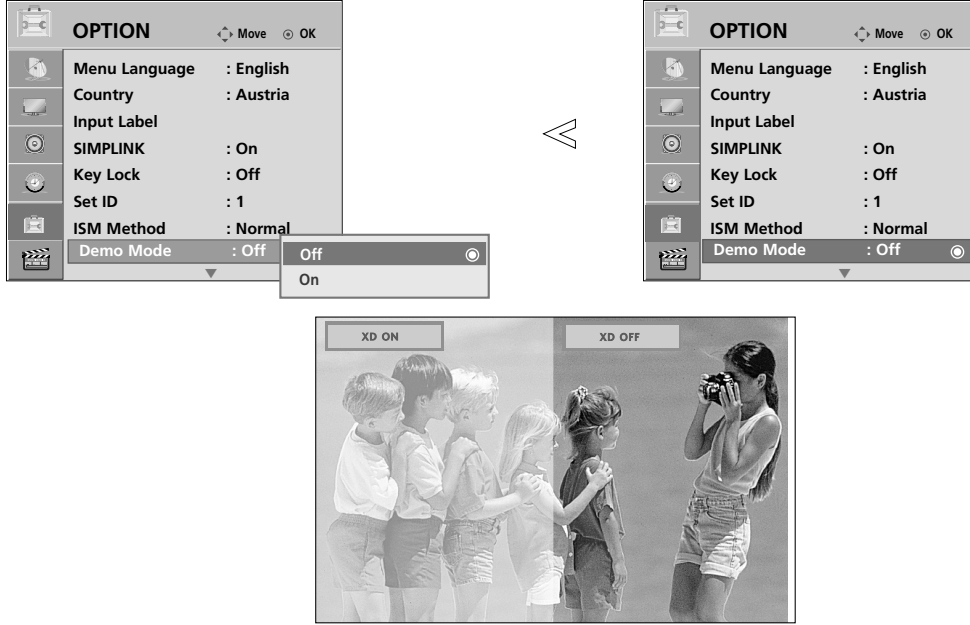 OPTION Move OK
Menu Language : English
Country : Austria
Input Label
SIMPLINK : On
Key Lock : Off
Set ID : 1
ISM Method : Normal
Demo Mode : Off
Off
On
OPTION Move OK
Menu Language : English
Country : Austria
Input Label
SIMPLINK : On
Key Lock : Off
Set ID : 1
ISM Method : Normal
Demo Mode : Off
XD ON XD OFF